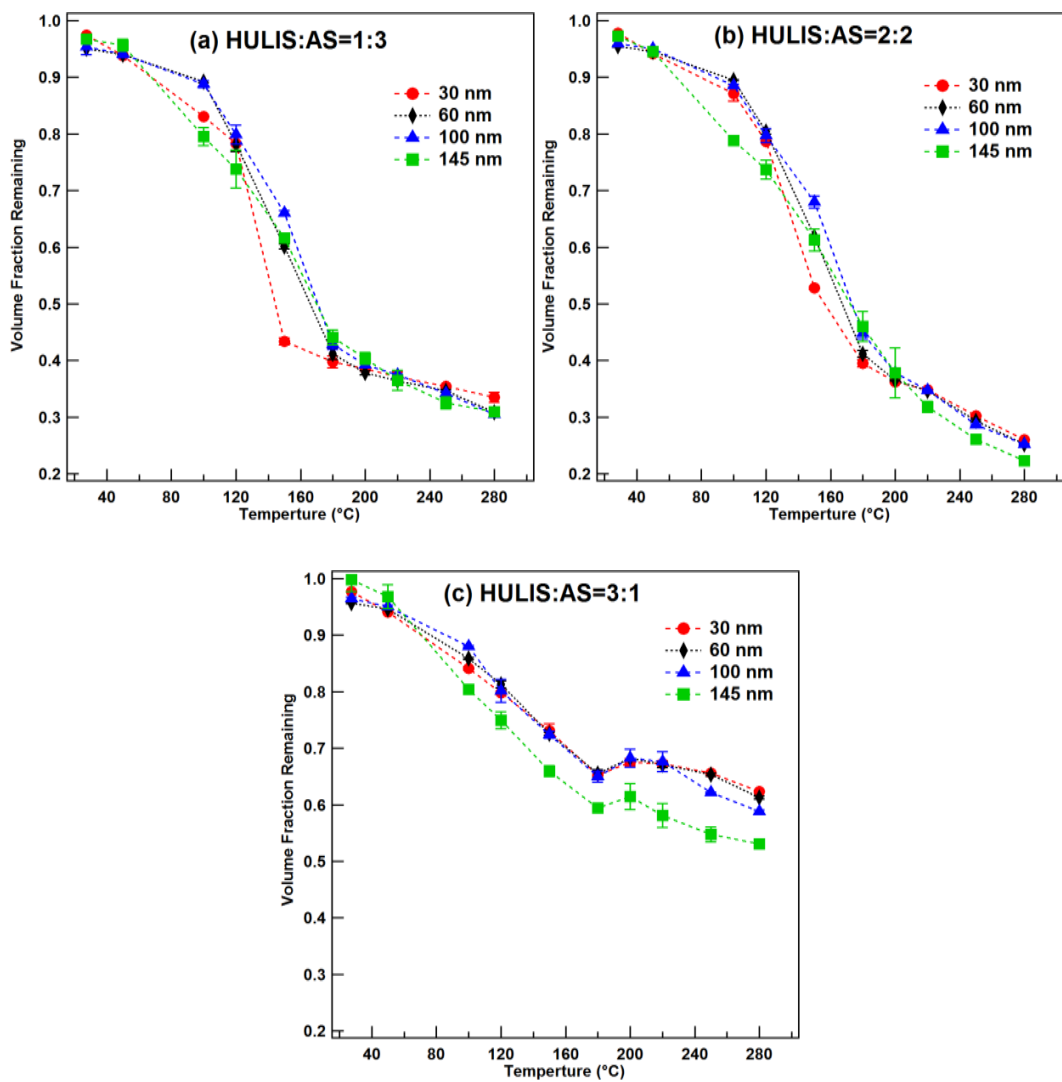 (a) HULIS:AS=1:3
30 nm
60 nm
100 nm
145 nm
Volume Fraction Remaining
1.0
0.9
0.8
0.7
0.6
0.5
0.4
0.3
0.2
40 80 120 160 200 240 280
Temperture (°C)
(b) HULIS:AS=2:2
30 nm
60 nm
100 nm
145 nm
Volume Fraction Remaining
1.0
0.9
0.8
0.7
0.6
0.5
0.4
0.3
0.2
40 80 120 160 200 240 280
Temperture (°C)
(c) HULIS:AS=3:1
30 nm
60 nm
100 nm
145 nm
Volume Fraction Remaining
1.0
0.9
0.8
0.7
0.6
0.5
0.4
0.3
0.2
40 80 120 160 200 240 280
Temperture (°C)